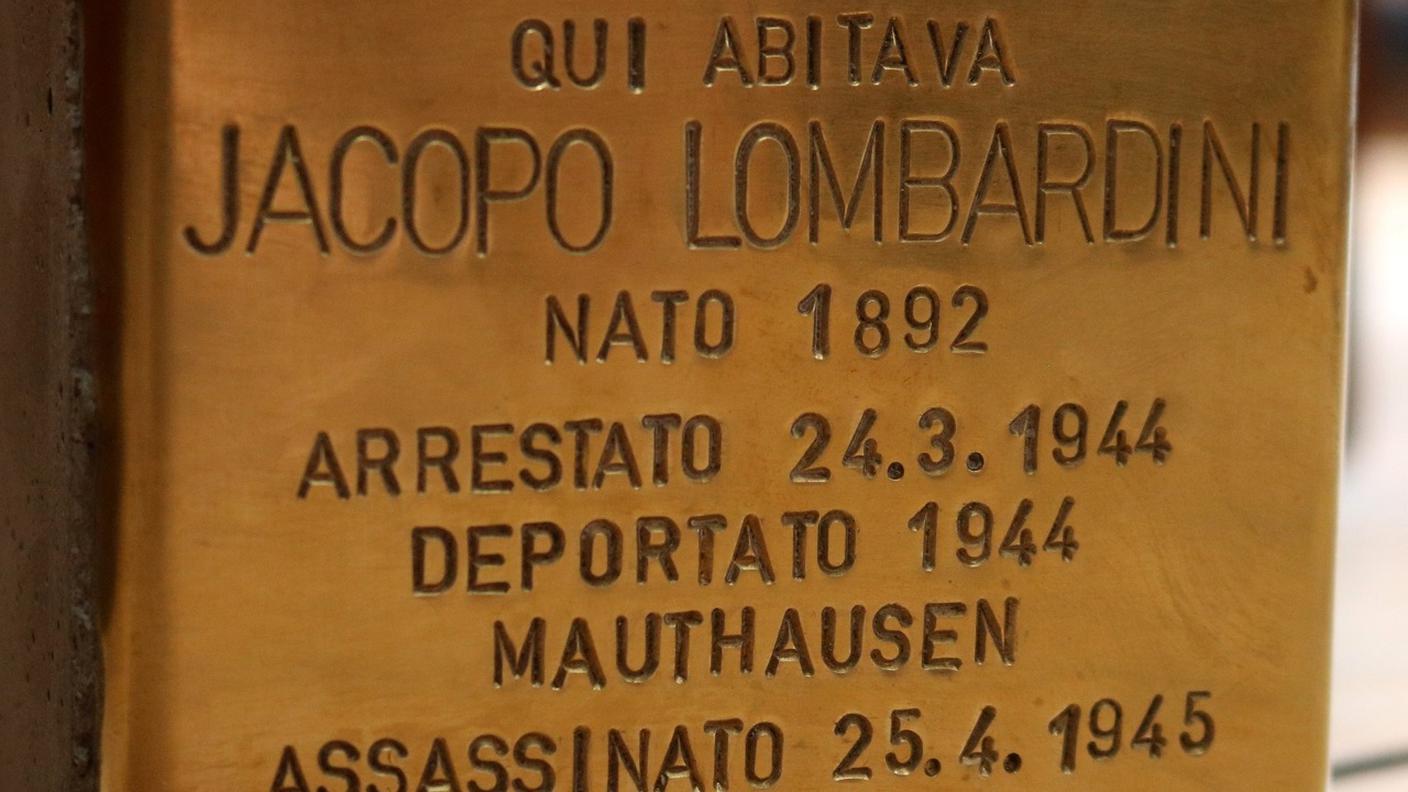 QUI ABITAVA
JACOPO LOMBARDINI
NATO 1892
ARRESTATO 24.3.1944
DEPORTATO 1944
MAUTHAUSEN
ASSASSINATO 25.4.1945